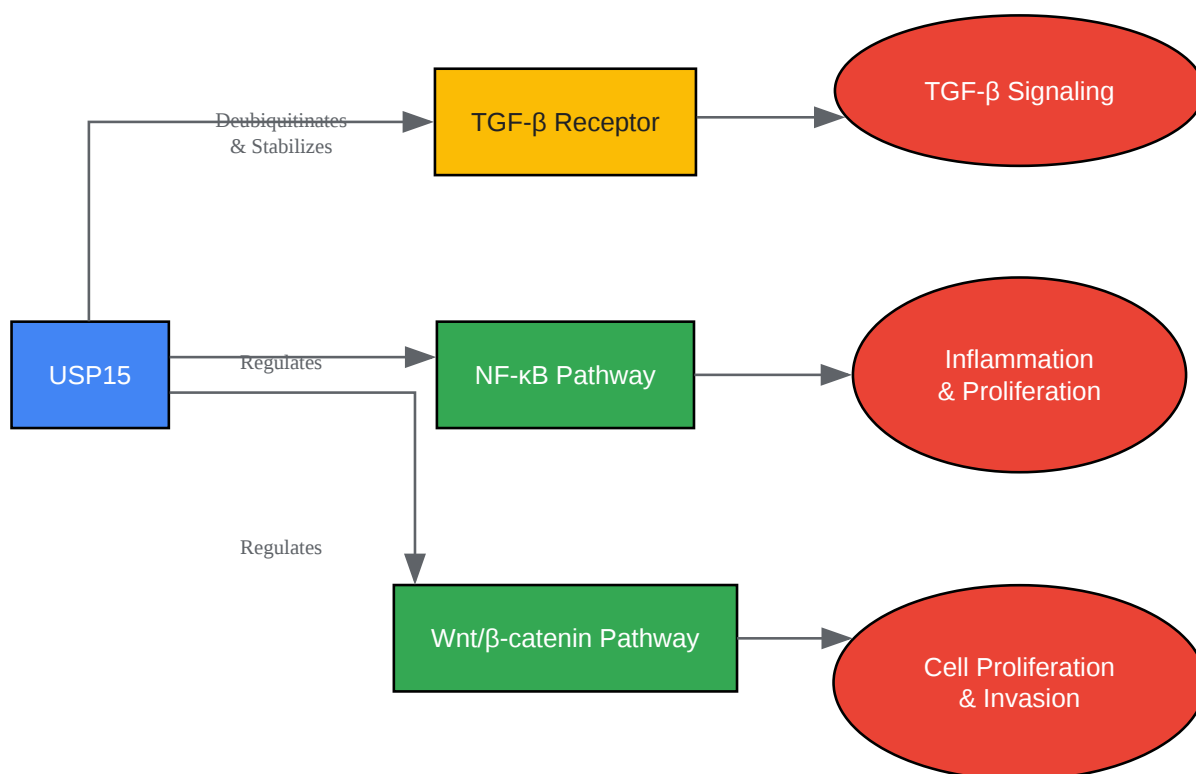 TGF-β Signaling
Deubiquitinates
& Stabilizes
TGF-β Receptor
USP15
Regulates
NF-κB Pathway
Inflammation
& Proliferation
Regulates
Wnt/β-catenin Pathway
Cell Proliferation
& Invasion